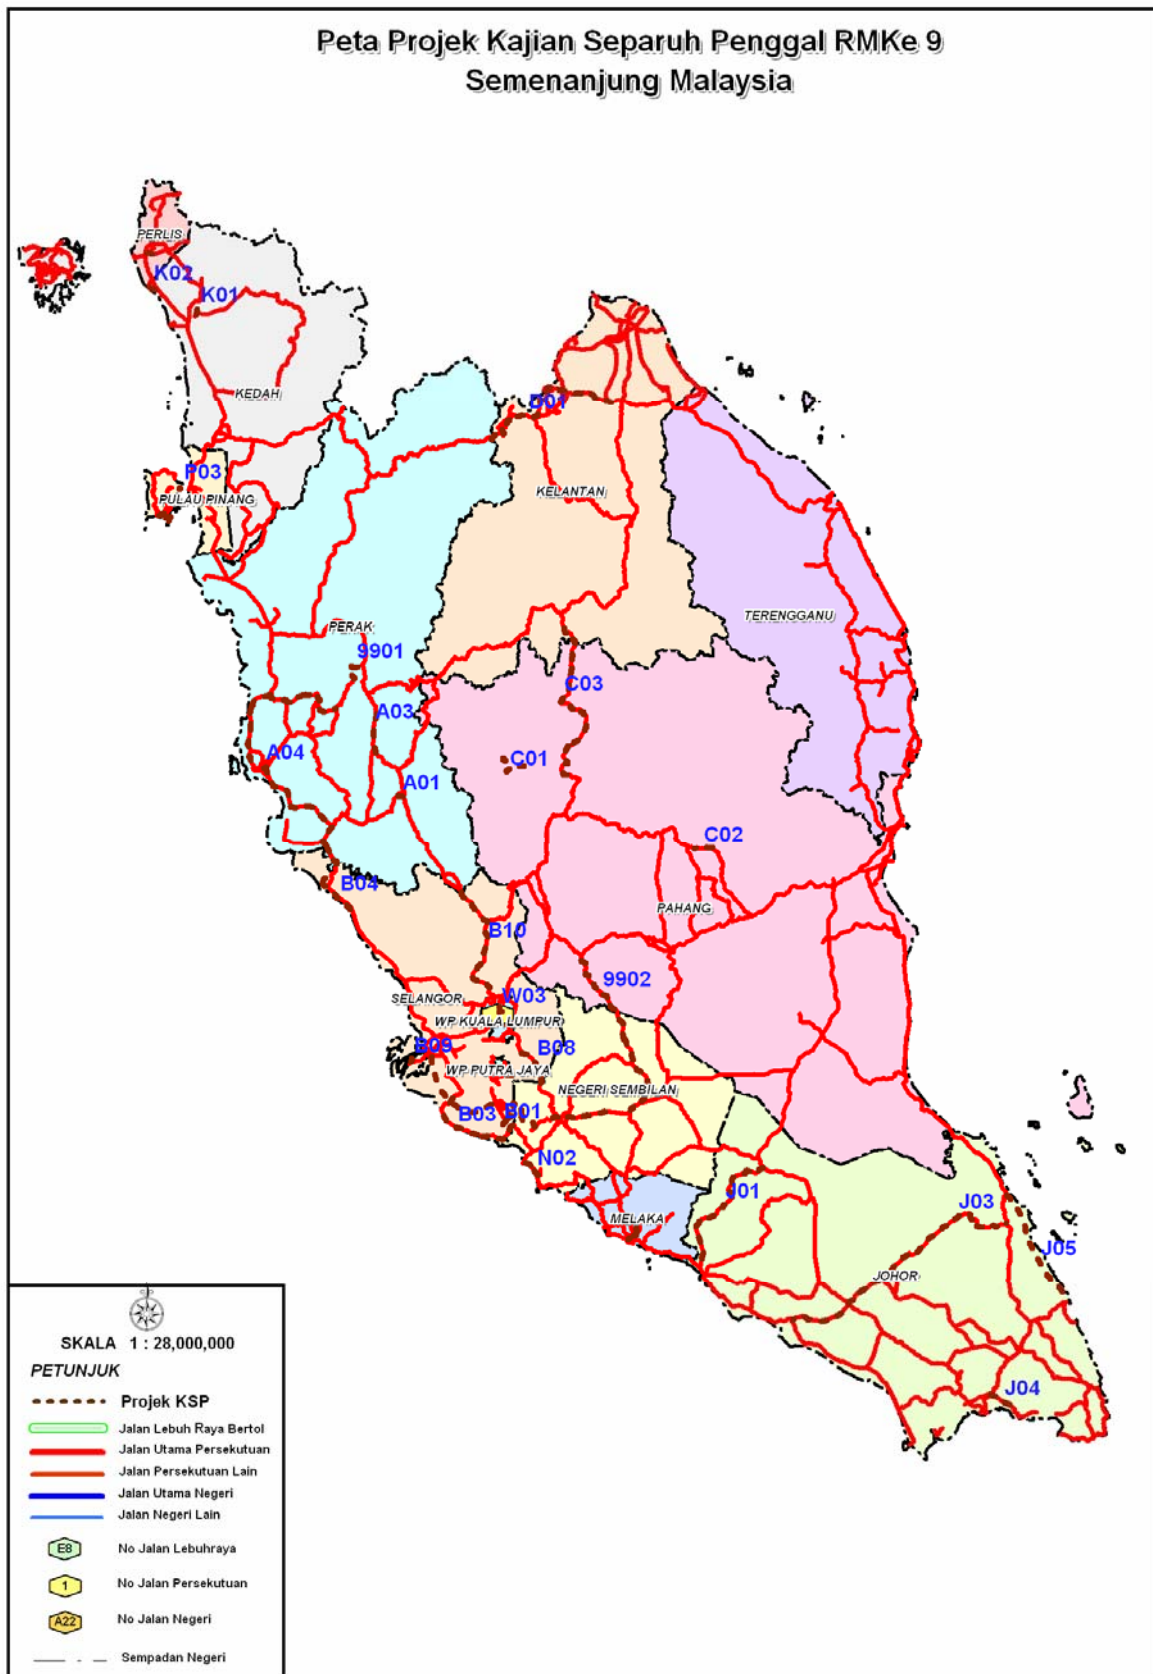 Peta Projek Kajian Separuh Penggal RMKe 9
Semenanjung Malaysia
PERLIS
K02
K01
KEDAH
D01
P03
PULAU PINANG
KELANTAN
TERENGGANU
PERAK
9901
C03
A03
A04
C01
A01
C02
B04
PAHANG
B10
9902
SELANGOR
W03
WP KUALA LUMPUR
B09
B08
WP PUTRA JAYA
NEGERI SEMBILAN
B03
B01
N02
J01
J03
MELAKA
J05
JOHOR
J04
SKALA 1 : 28,000,000
PETUNJUK
Projek KSP
Jalan Lebuh Raya Bertol
Jalan Utama Persekutuan
Jalan Persekutuan Lain
Jalan Utama Negeri
Jalan Negeri Lain
E8 No Jalan Lebuhraya
1 No Jalan Persekutuan
A22 No Jalan Negeri
Sempadan Negeri